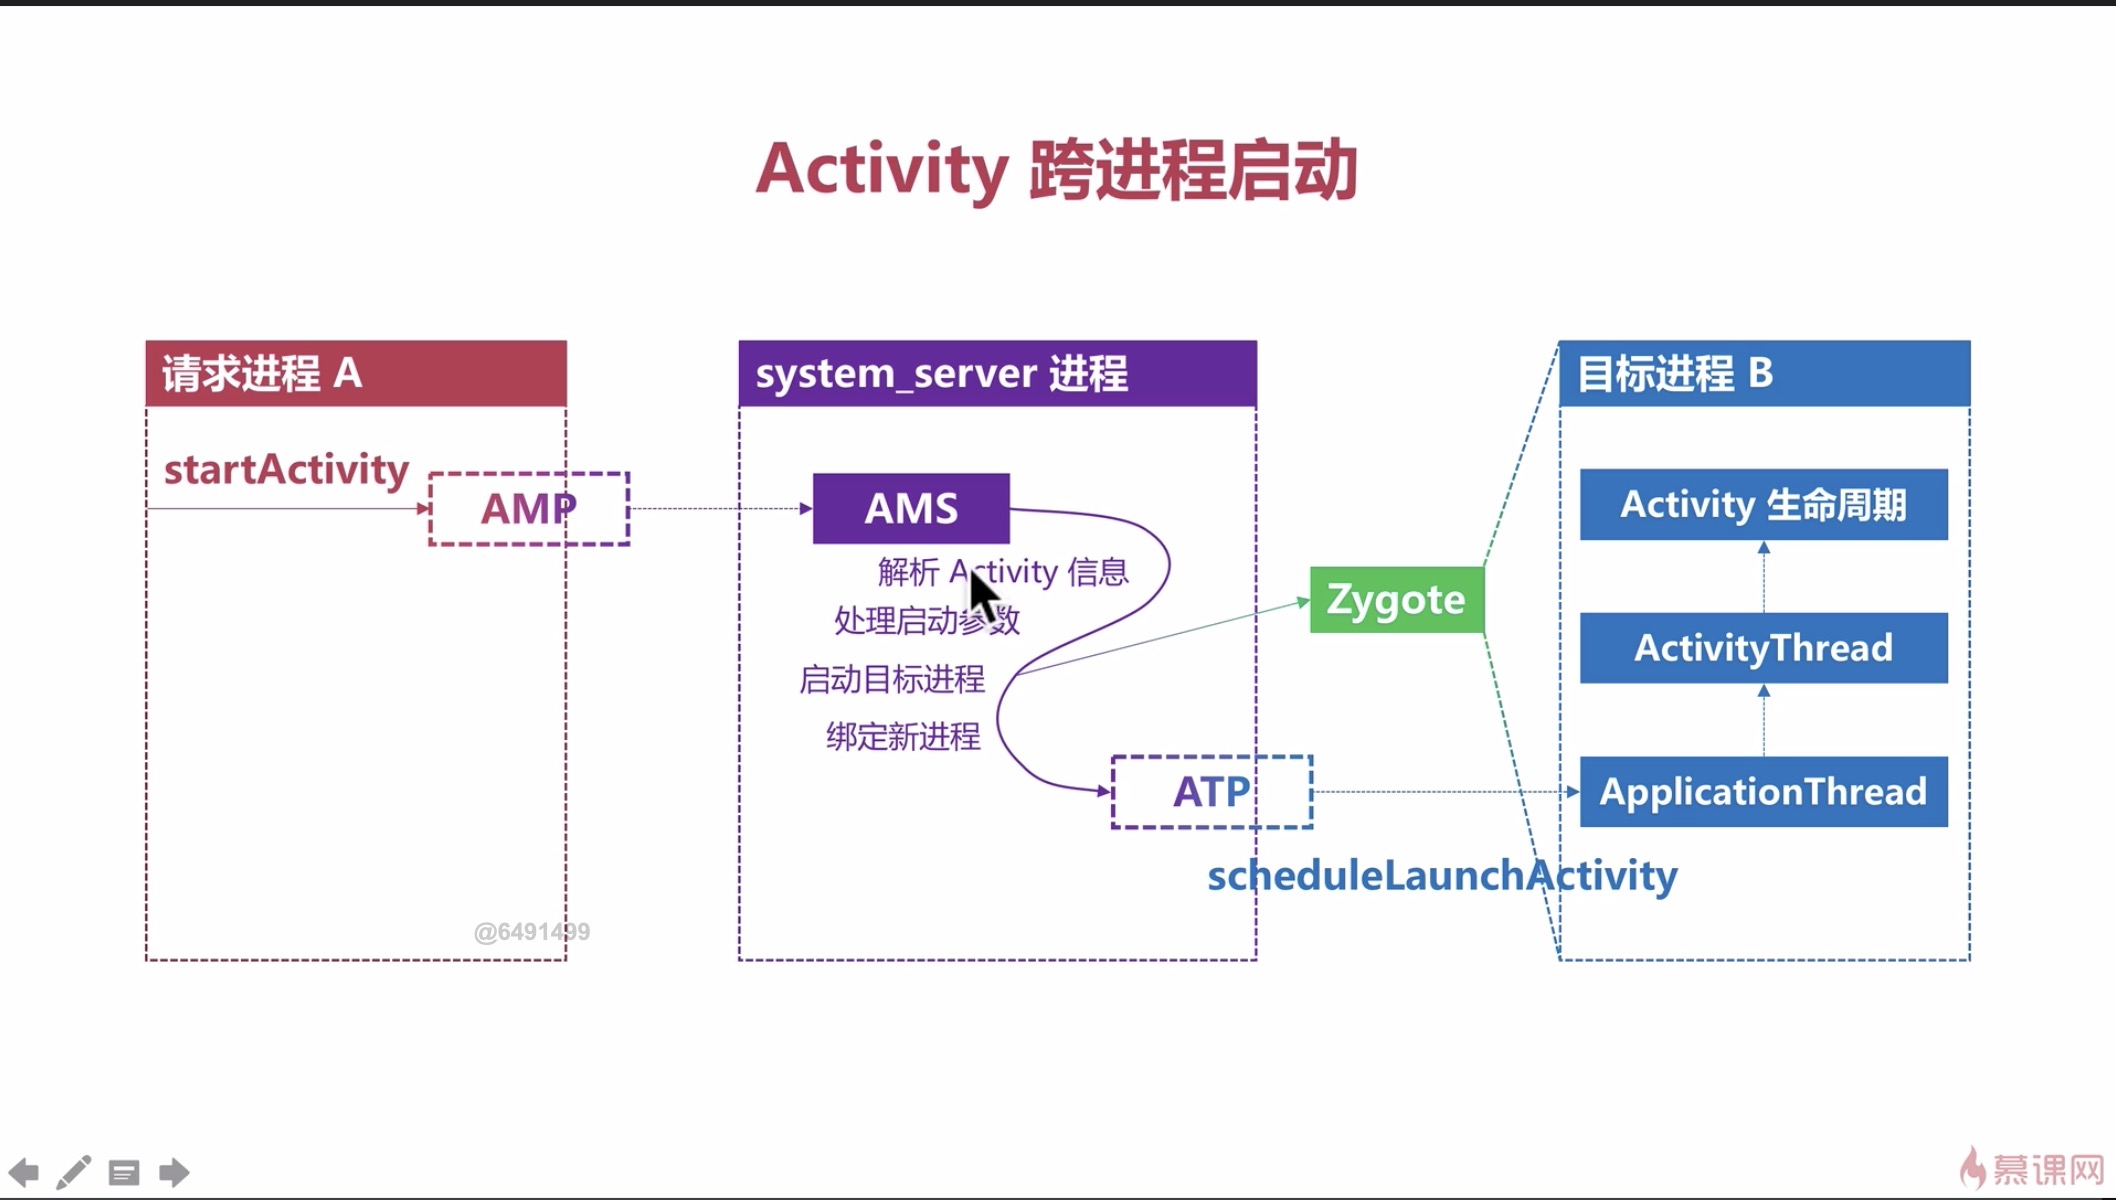 Activity 跨进程启动
请求进程 A
startActivity
AMP
system_server 进程
AMS
解析 Activity 信息
处理启动参数
启动目标进程
绑定新进程
ATP
scheduleLaunchActivity
Zygote
目标进程 B
Activity 生命周期
ActivityThread
ApplicationThread
@6491499
慕课网